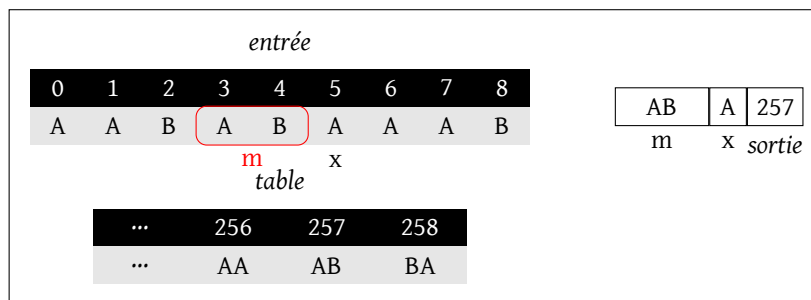 entrée
0 1 2 3 4 5 6 7 8
A A B A B A A A B
m x
table
… 256 257 258
… AA AB BA
AB A 257
m x sortie